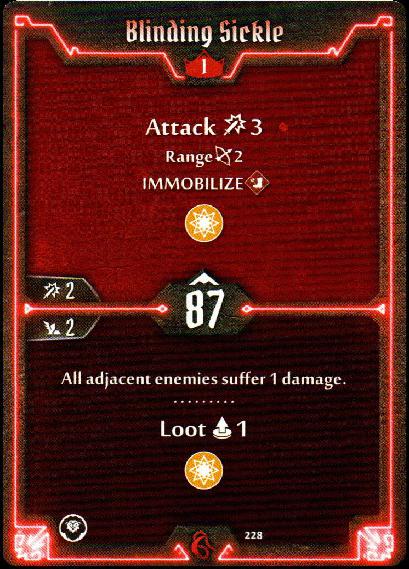 Blinding Sickle
1
Attack 3
Range 2
IMMOBILIZE
2
87
2
All adjacent enemies suffer 1 damage.
Loot 1
228